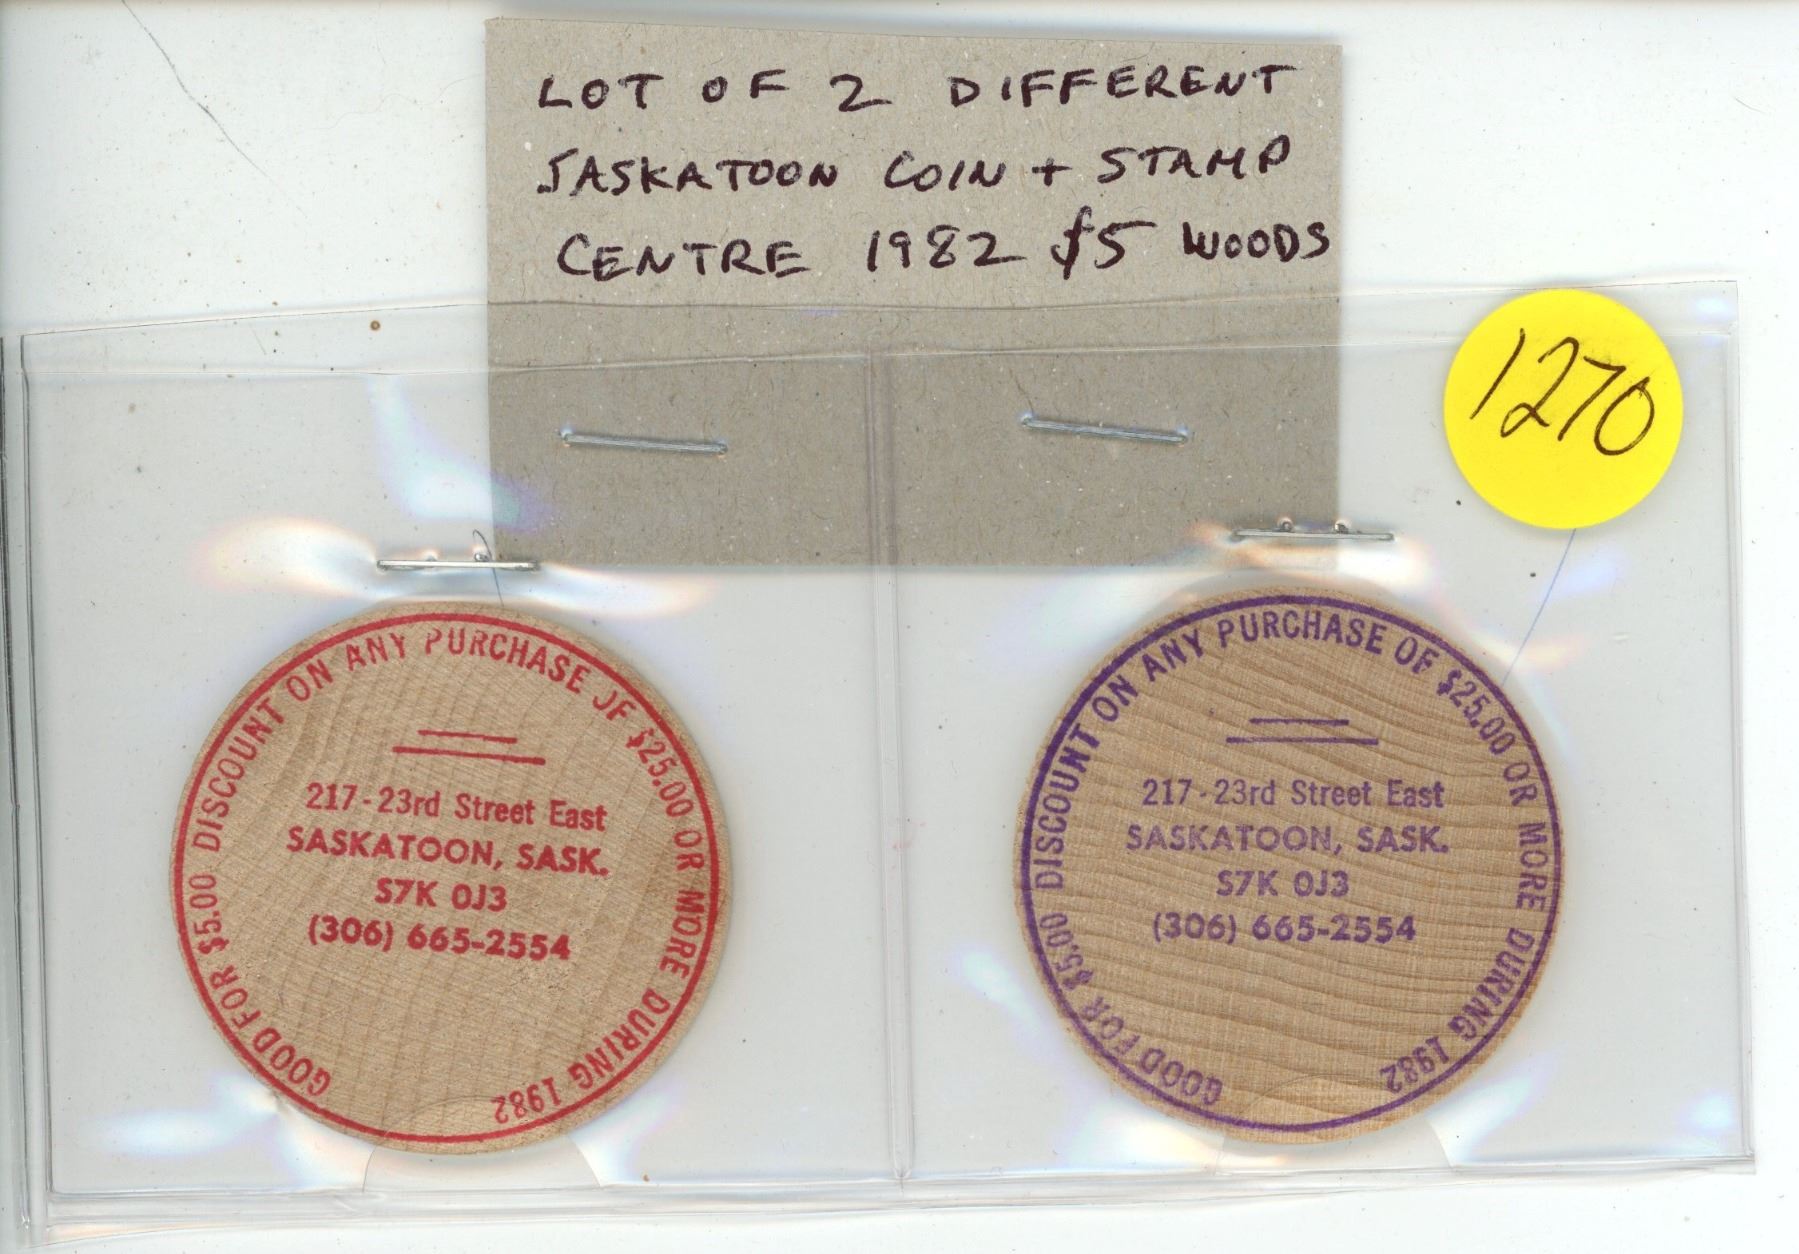 LOT OF 2 DIFFERENT
SASKATOON COIN + STAMP
CENTRE 1982 $5 WOODS
1270
GOOD FOR $5.00 DISCOUNT ON ANY PURCHASE OF $25.00 OR MORE DURING 1982
217-23rd Street East
SASKATOON, SASK.
S7K 0J3
(306) 665-2554
GOOD FOR $5.00 DISCOUNT ON ANY PURCHASE OF $25.00 OR MORE DURING 1982
217-23rd Street East
SASKATOON, SASK.
S7K 0J3
(306) 665-2554